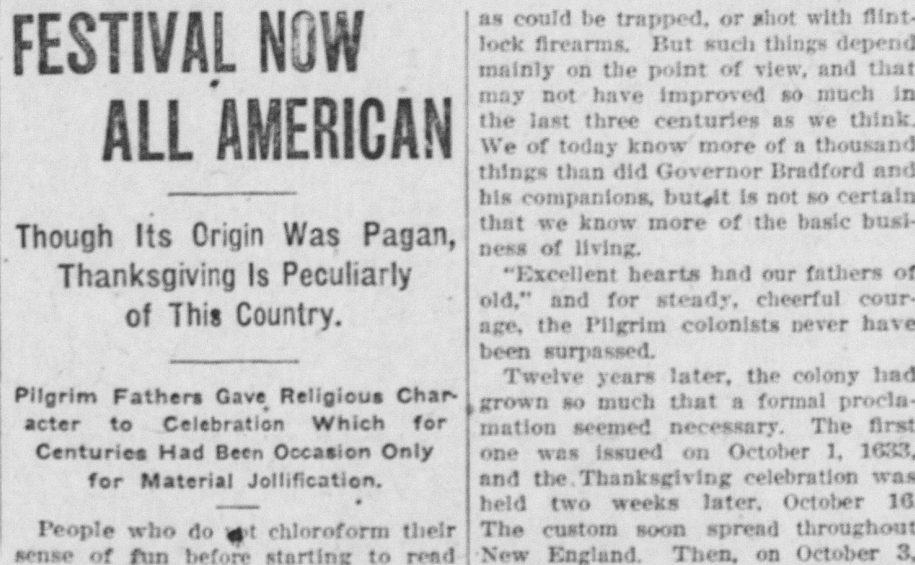 FESTIVAL NOW
ALL AMERICAN
Though Its Origin Was Pagan,
Thanksgiving Is Peculiarly
of This Country.
Pilgrim Fathers Gave Religious Char-
acter to Celebration Which for
Centuries Had Been Occasion Only
for Material Jollification.
People who do not chloroform their
sense of fun before starting to read
as could be trapped, or shot with flint-
lock firearms. But such things depend
mainly on the point of view, and that
may not have improved so much in
the last three centuries as we think.
We of today know more of a thousand
things than did Governor Bradford and
his companions, but it is not so certain
that we know more of the basic busi-
ness of living.
"Excellent hearts had our fathers of
old," and for steady, cheerful cour-
age, the Pilgrim colonists never have
been surpassed.
Twelve years later, the colony had
grown so much that a formal procla-
mation seemed necessary. The first
one was issued on October 1, 1633,
and the Thanksgiving celebration was
held two weeks later, October 16
The custom soon spread throughout
New England. Then, on October 3,